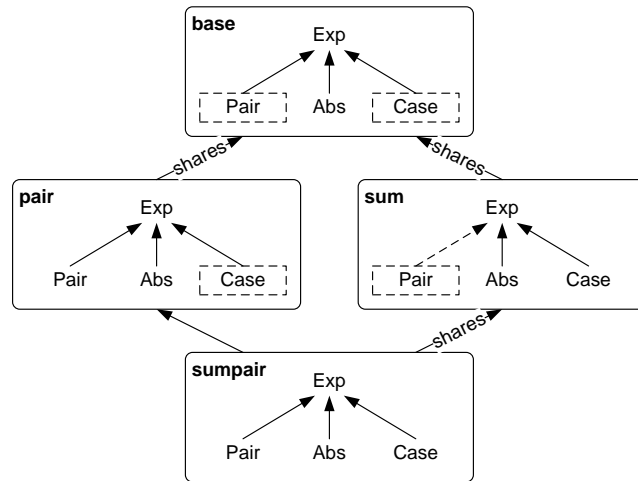 base
Exp
Pair Abs Case
shares shares
pair sum
Exp Exp
Pair Abs Case Pair Abs Case
shares
sumpair
Exp
Pair Abs Case